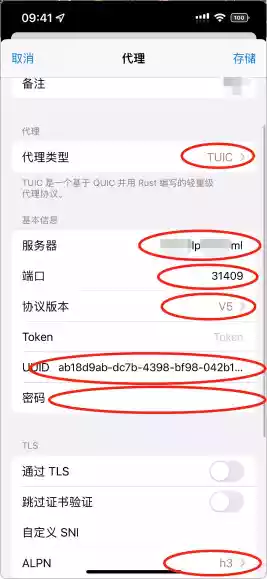 09:41
100
取消 代理 存储
备注
代理
代理类型 TUIC
TUIC 是一个基于 QUIC 并用 Rust 编写的轻量级
代理协议。
基本信息
服务器 lp ml
端口 31409
协议版本 V5
Token Token
UUID ab18d9ab-dc7b-4398-bf98-042b1...
密码
TLS
通过 TLS
跳过证书验证
自定义 SNI
ALPN h3